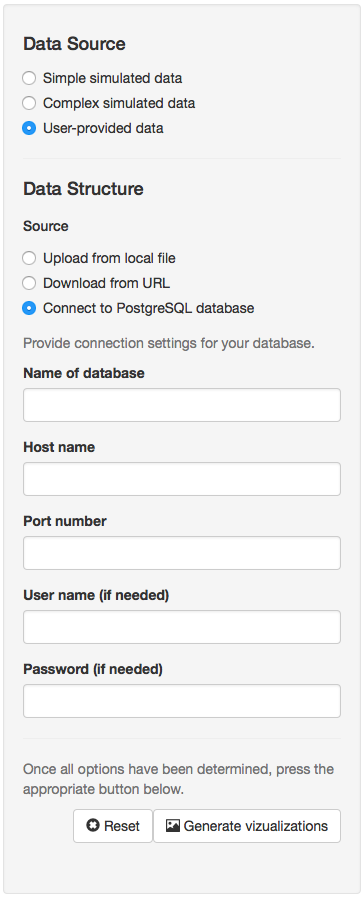 Data Source
Simple simulated data
Complex simulated data
User-provided data
Data Structure
Source
Upload from local file
Download from URL
Connect to PostgreSQL database
Provide connection settings for your database.
Name of database
Host name
Port number
User name (if needed)
Password (if needed)
Once all options have been determined, press the
appropriate button below.
Reset
Generate vizualizations